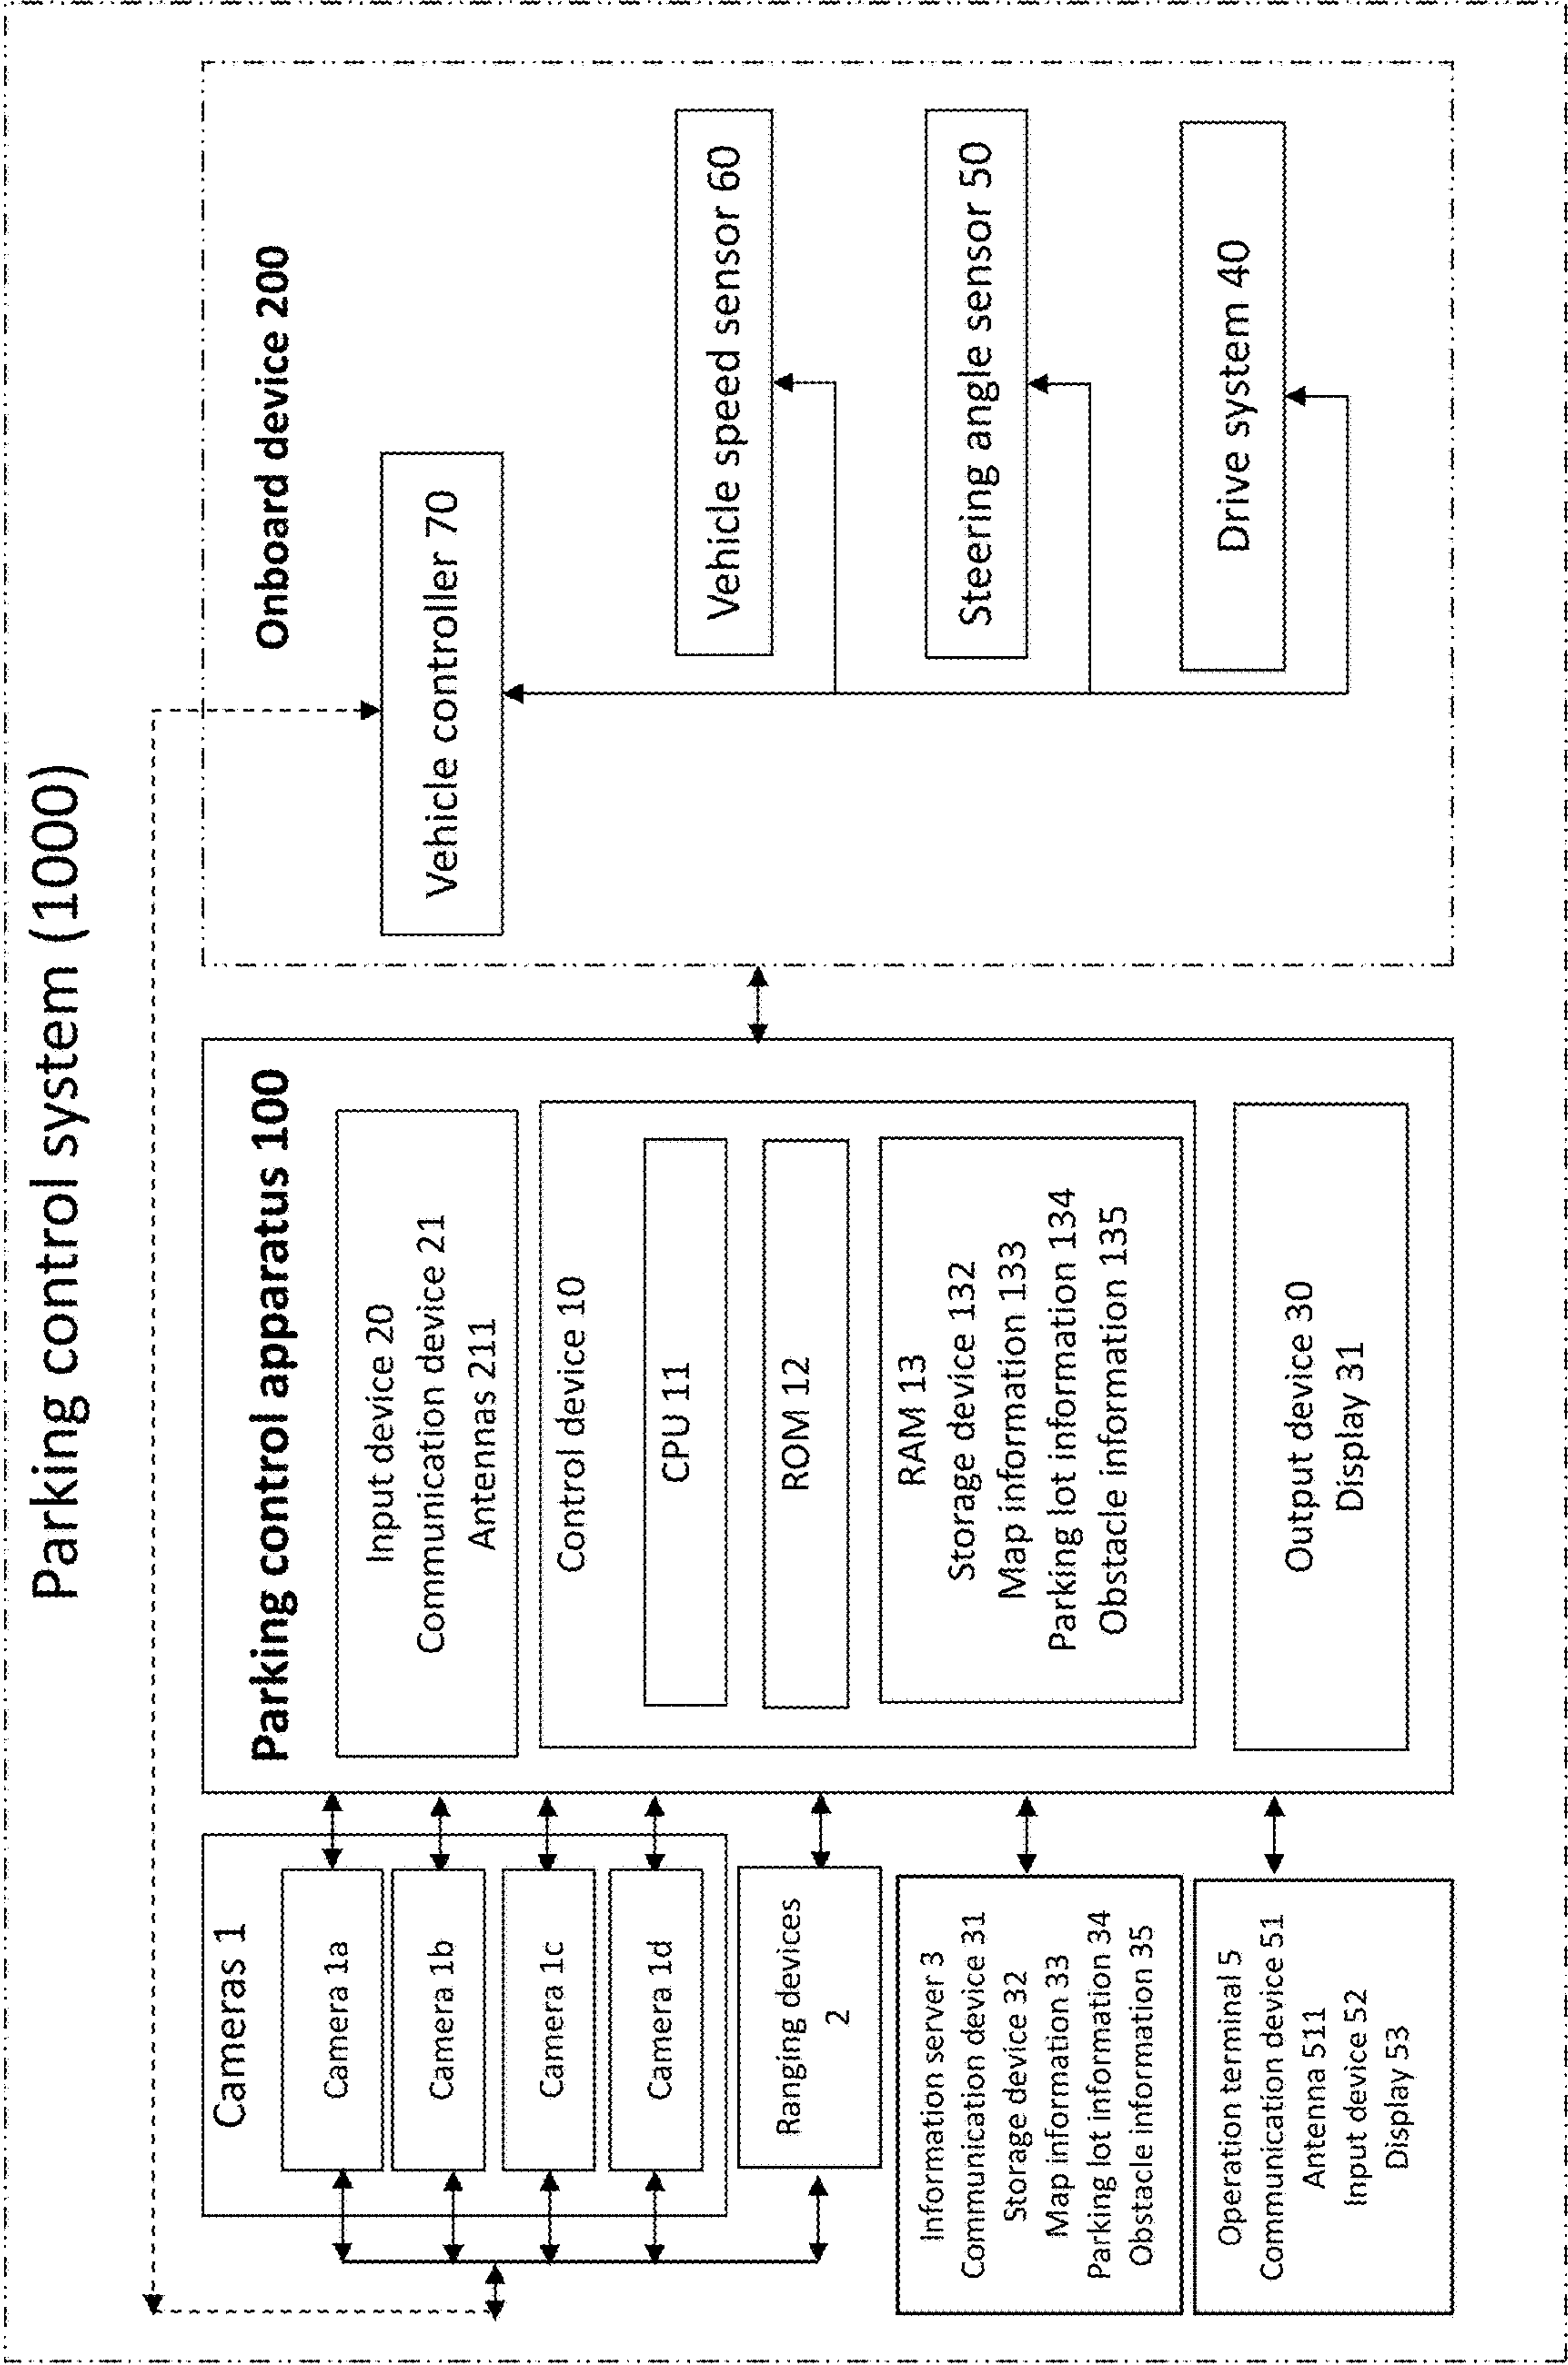 Parking control system (1000)
Cameras 1
Camera 1a
Camera 1b
Camera 1c
Camera 1d
Ranging devices
2
Information server 3
Communication device 31
Storage device 32
Map information 33
Parking lot information 34
Obstacle information 35
Operation terminal 5
Communication device 51
Antenna 511
Input device 52
Display 53
Parking control apparatus 100
Input device 20
Communication device 21
Antennas 211
Control device 10
CPU 11
ROM 12
RAM 13
Storage device 132
Map information 133
Parking lot information 134
Obstacle information 135
Output device 30
Display 31
Onboard device 200
Vehicle controller 70
Vehicle speed sensor 60
Steering angle sensor 50
Drive system 40